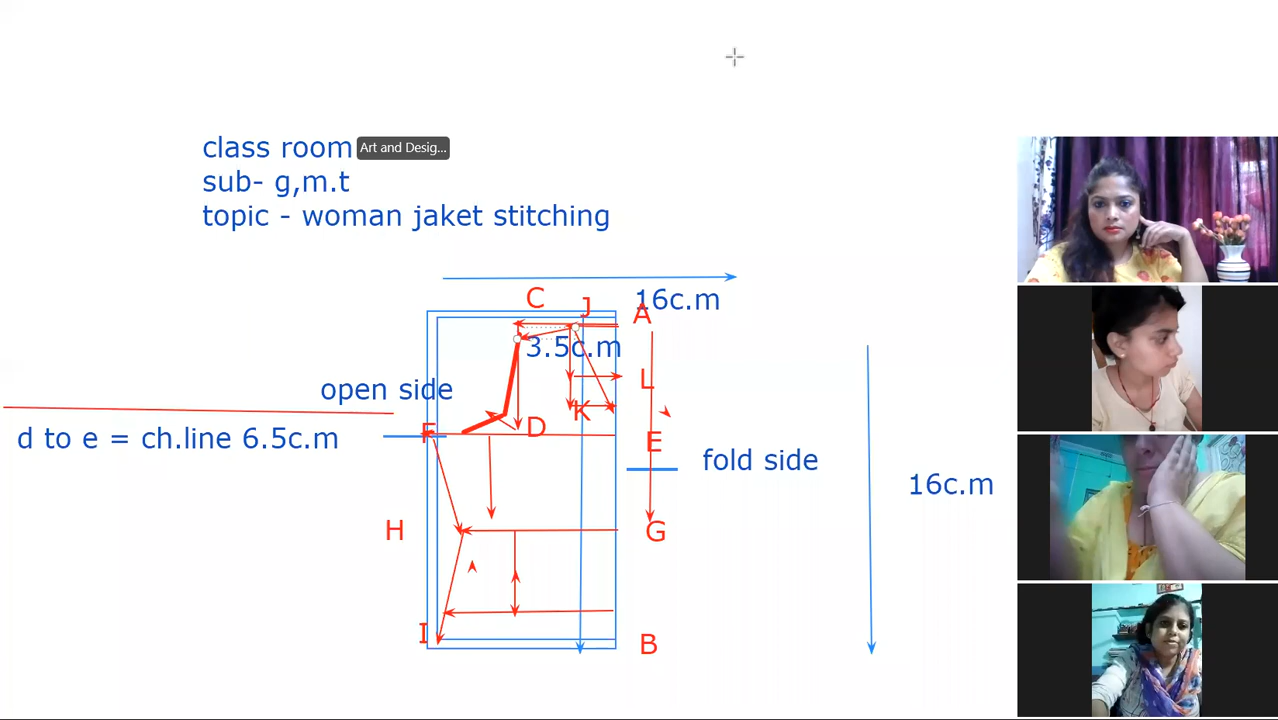 class room Art and Desig...
sub- g,m.t
topic - woman jaket stitching
16c.m
C
J
A
3.5c.m
L
open side
K
D
F
E
d to e = ch.line 6.5c.m
fold side
16c.m
H
G
I
B